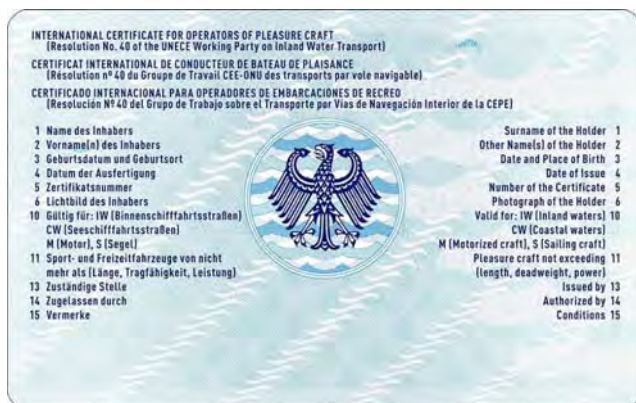 INTERNATIONAL CERTIFICATE FOR OPERATORS OF PLEASURE CRAFT
(Resolution No. 40 of the UNECE Working Party on Inland Water Transport)
CERTIFICAT INTERNATIONAL DE CONDUCTEUR DE BATEAU DE PLAISANCE
(Résolution nº 40 du Groupe de Travail CEE-ONU des transports par voie navigable)
CERTIFICADO INTERNACIONAL PARA OPERADORES DE EMBARCACIONES DE RECREO
(Resolución Nº 40 del Grupo de Trabajo sobre el Transporte por Vías de Navegación Interior de la CEPE)
1 Name des Inhabers
2 Vorname(n) des Inhabers
3 Geburtsdatum und Geburtsort
4 Datum der Ausfertigung
5 Zertifikatsnummer
6 Lichtbild des Inhabers
10 Gültig für: IW (Binnenschifffahrtsstraßen)
CW (Seeschifffahrtsstraßen)
M (Motor), S (Segel)
11 Sport- und Freizeitfahrzeuge von nicht
mehr als (Länge, Tragfähigkeit, Leistung)
13 Zuständige Stelle
14 Zugelassen durch
15 Vermerke
Surname of the Holder 1
Other Name(s) of the Holder 2
Date and Place of Birth 3
Date of Issue 4
Number of the Certificate 5
Photograph of the Holder 6
Valid for: IW (Inland waters) 10
CW (Coastal waters)
M (Motorized craft), S (Sailing craft)
Pleasure craft not exceeding 11
(length, deadweight, power)
Issued by 13
Authorized by 14
Conditions 15